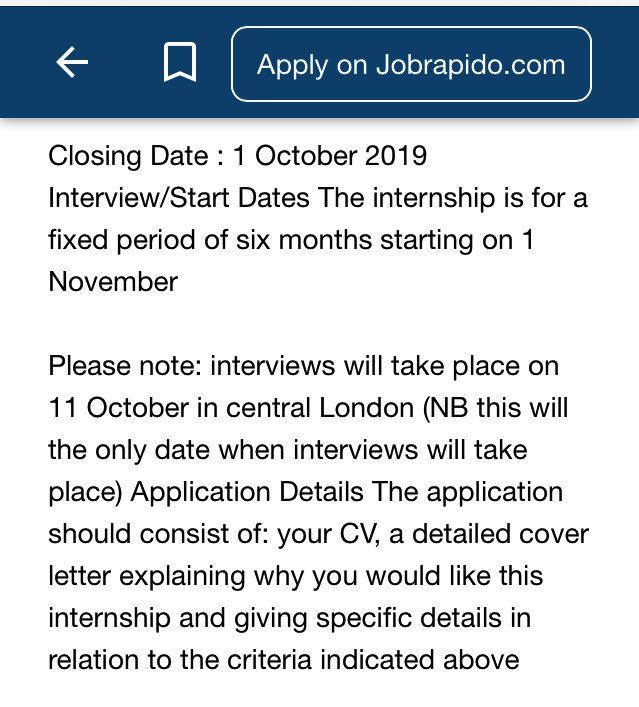 Apply on Jobrapido.com
Closing Date : 1 October 2019
Interview/Start Dates The internship is for a
fixed period of six months starting on 1
November
Please note: interviews will take place on
11 October in central London (NB this will
the only date when interviews will take
place) Application Details The application
should consist of: your CV, a detailed cover
letter explaining why you would like this
internship and giving specific details in
relation to the criteria indicated above